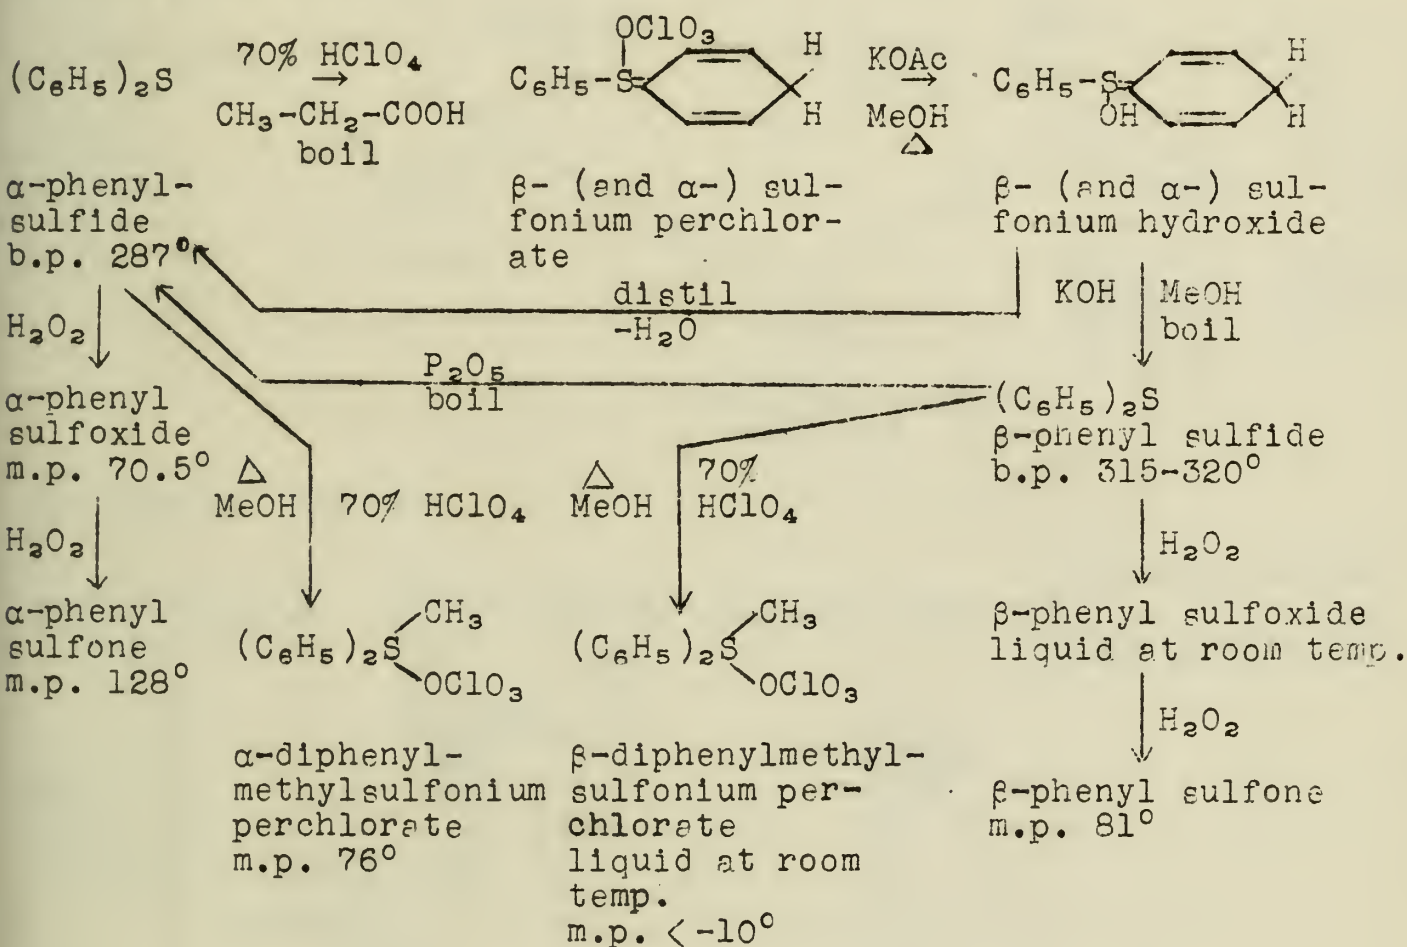 (C₆H₅)₂S
70% HClO₄
→
CH₃-CH₂-COOH
boil
OClO₃
C₆H₅-S
H
H
KOAc
→
MeOH
△
C₆H₅-S
OH
H
H
α-phenyl-
sulfide
b.p. 287°
β- (and α-) sul-
fonium perchlor-
ate
β- (and α-) sul-
fonium hydroxide
distil
-H₂O
KOH
MeOH
boil
H₂O₂
P₂O₅
boil
α-phenyl
sulfoxide
m.p. 70.5°
(C₆H₅)₂S
β-phenyl sulfide
b.p. 315-320°
△
MeOH
70% HClO₄
△
MeOH
70%
HClO₄
H₂O₂
H₂O₂
α-phenyl
sulfone
m.p. 128°
(C₆H₅)₂S
CH₃
OClO₃
(C₆H₅)₂S
CH₃
OClO₃
β-phenyl sulfoxide
liquid at room temp.
H₂O₂
α-diphenyl-
methylsulfonium
perchlorate
m.p. 76°
β-diphenylmethyl-
sulfonium per-
chlorate
liquid at room
temp.
m.p. < -10°
β-phenyl sulfone
m.p. 81°